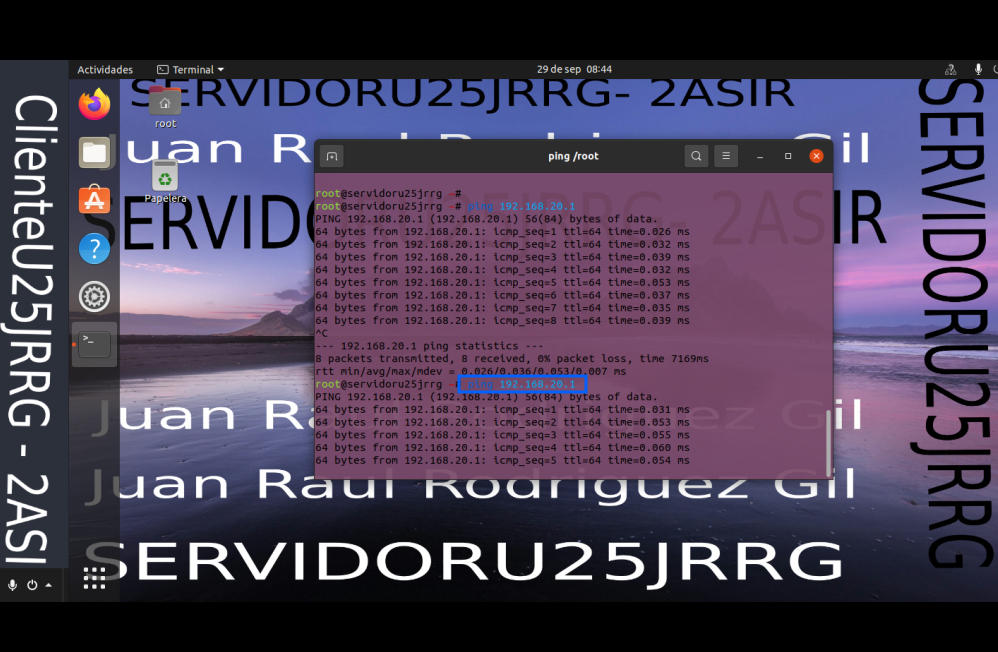 Actividades
Terminal
29 de sep 08:44
SERVIDORU25JRRG- 2ASIR
root
Juan R
Gil
ping /root
Papelera
SERVIDO
IR
root@servidoru25jrrg ~#
root@servidoru25jrrg ~# ping 192.168.20.1
PING 192.168.20.1 (192.168.20.1) 56(84) bytes of data.
64 bytes from 192.168.20.1: icmp_seq=1 ttl=64 time=0.026 ms
64 bytes from 192.168.20.1: icmp_seq=2 ttl=64 time=0.032 ms
64 bytes from 192.168.20.1: icmp_seq=3 ttl=64 time=0.039 ms
64 bytes from 192.168.20.1: icmp_seq=4 ttl=64 time=0.032 ms
64 bytes from 192.168.20.1: icmp_seq=5 ttl=64 time=0.053 ms
64 bytes from 192.168.20.1: icmp_seq=6 ttl=64 time=0.037 ms
64 bytes from 192.168.20.1: icmp_seq=7 ttl=64 time=0.035 ms
64 bytes from 192.168.20.1: icmp_seq=8 ttl=64 time=0.039 ms
^C
--- 192.168.20.1 ping statistics ---
8 packets transmitted, 8 received, 0% packet loss, time 7169ms
rtt min/avg/max/mdev = 0.026/0.036/0.053/0.007 ms
root@servidoru25jrrg ~# ping 192.168.20.1
PING 192.168.20.1 (192.168.20.1) 56(84) bytes of data.
64 bytes from 192.168.20.1: icmp_seq=1 ttl=64 time=0.031 ms
64 bytes from 192.168.20.1: icmp_seq=2 ttl=64 time=0.053 ms
64 bytes from 192.168.20.1: icmp_seq=3 ttl=64 time=0.055 ms
64 bytes from 192.168.20.1: icmp_seq=4 ttl=64 time=0.060 ms
64 bytes from 192.168.20.1: icmp_seq=5 ttl=64 time=0.054 ms
Juan Ra Gil
Juan Raul Rodriguez Gil
SERVIDORU25JRRG
ClienteU25JRRG - 2ASI
SERVIDORU25JRRG